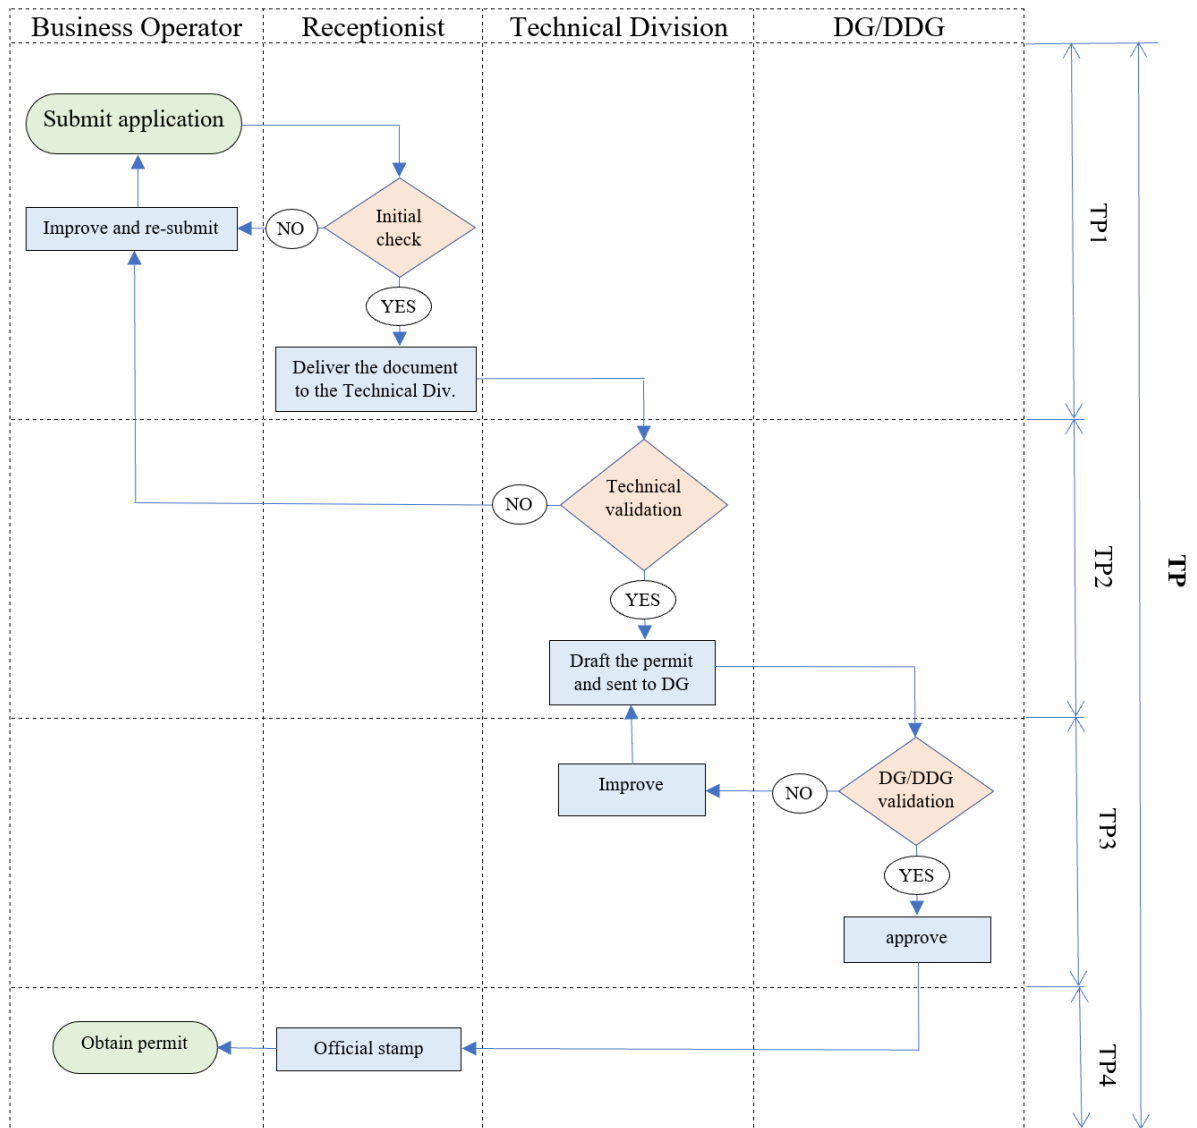 Business Operator
Receptionist
Technical Division
DG/DDG
Submit application
Initial
check
NO
Improve and re-submit
YES
Deliver the document
to the Technical Div.
TP1
Technical
validation
NO
YES
Draft the permit
and sent to DG
TP2
TP
DG/DDG
validation
NO
Improve
YES
approve
TP3
Official stamp
Obtain permit
TP4